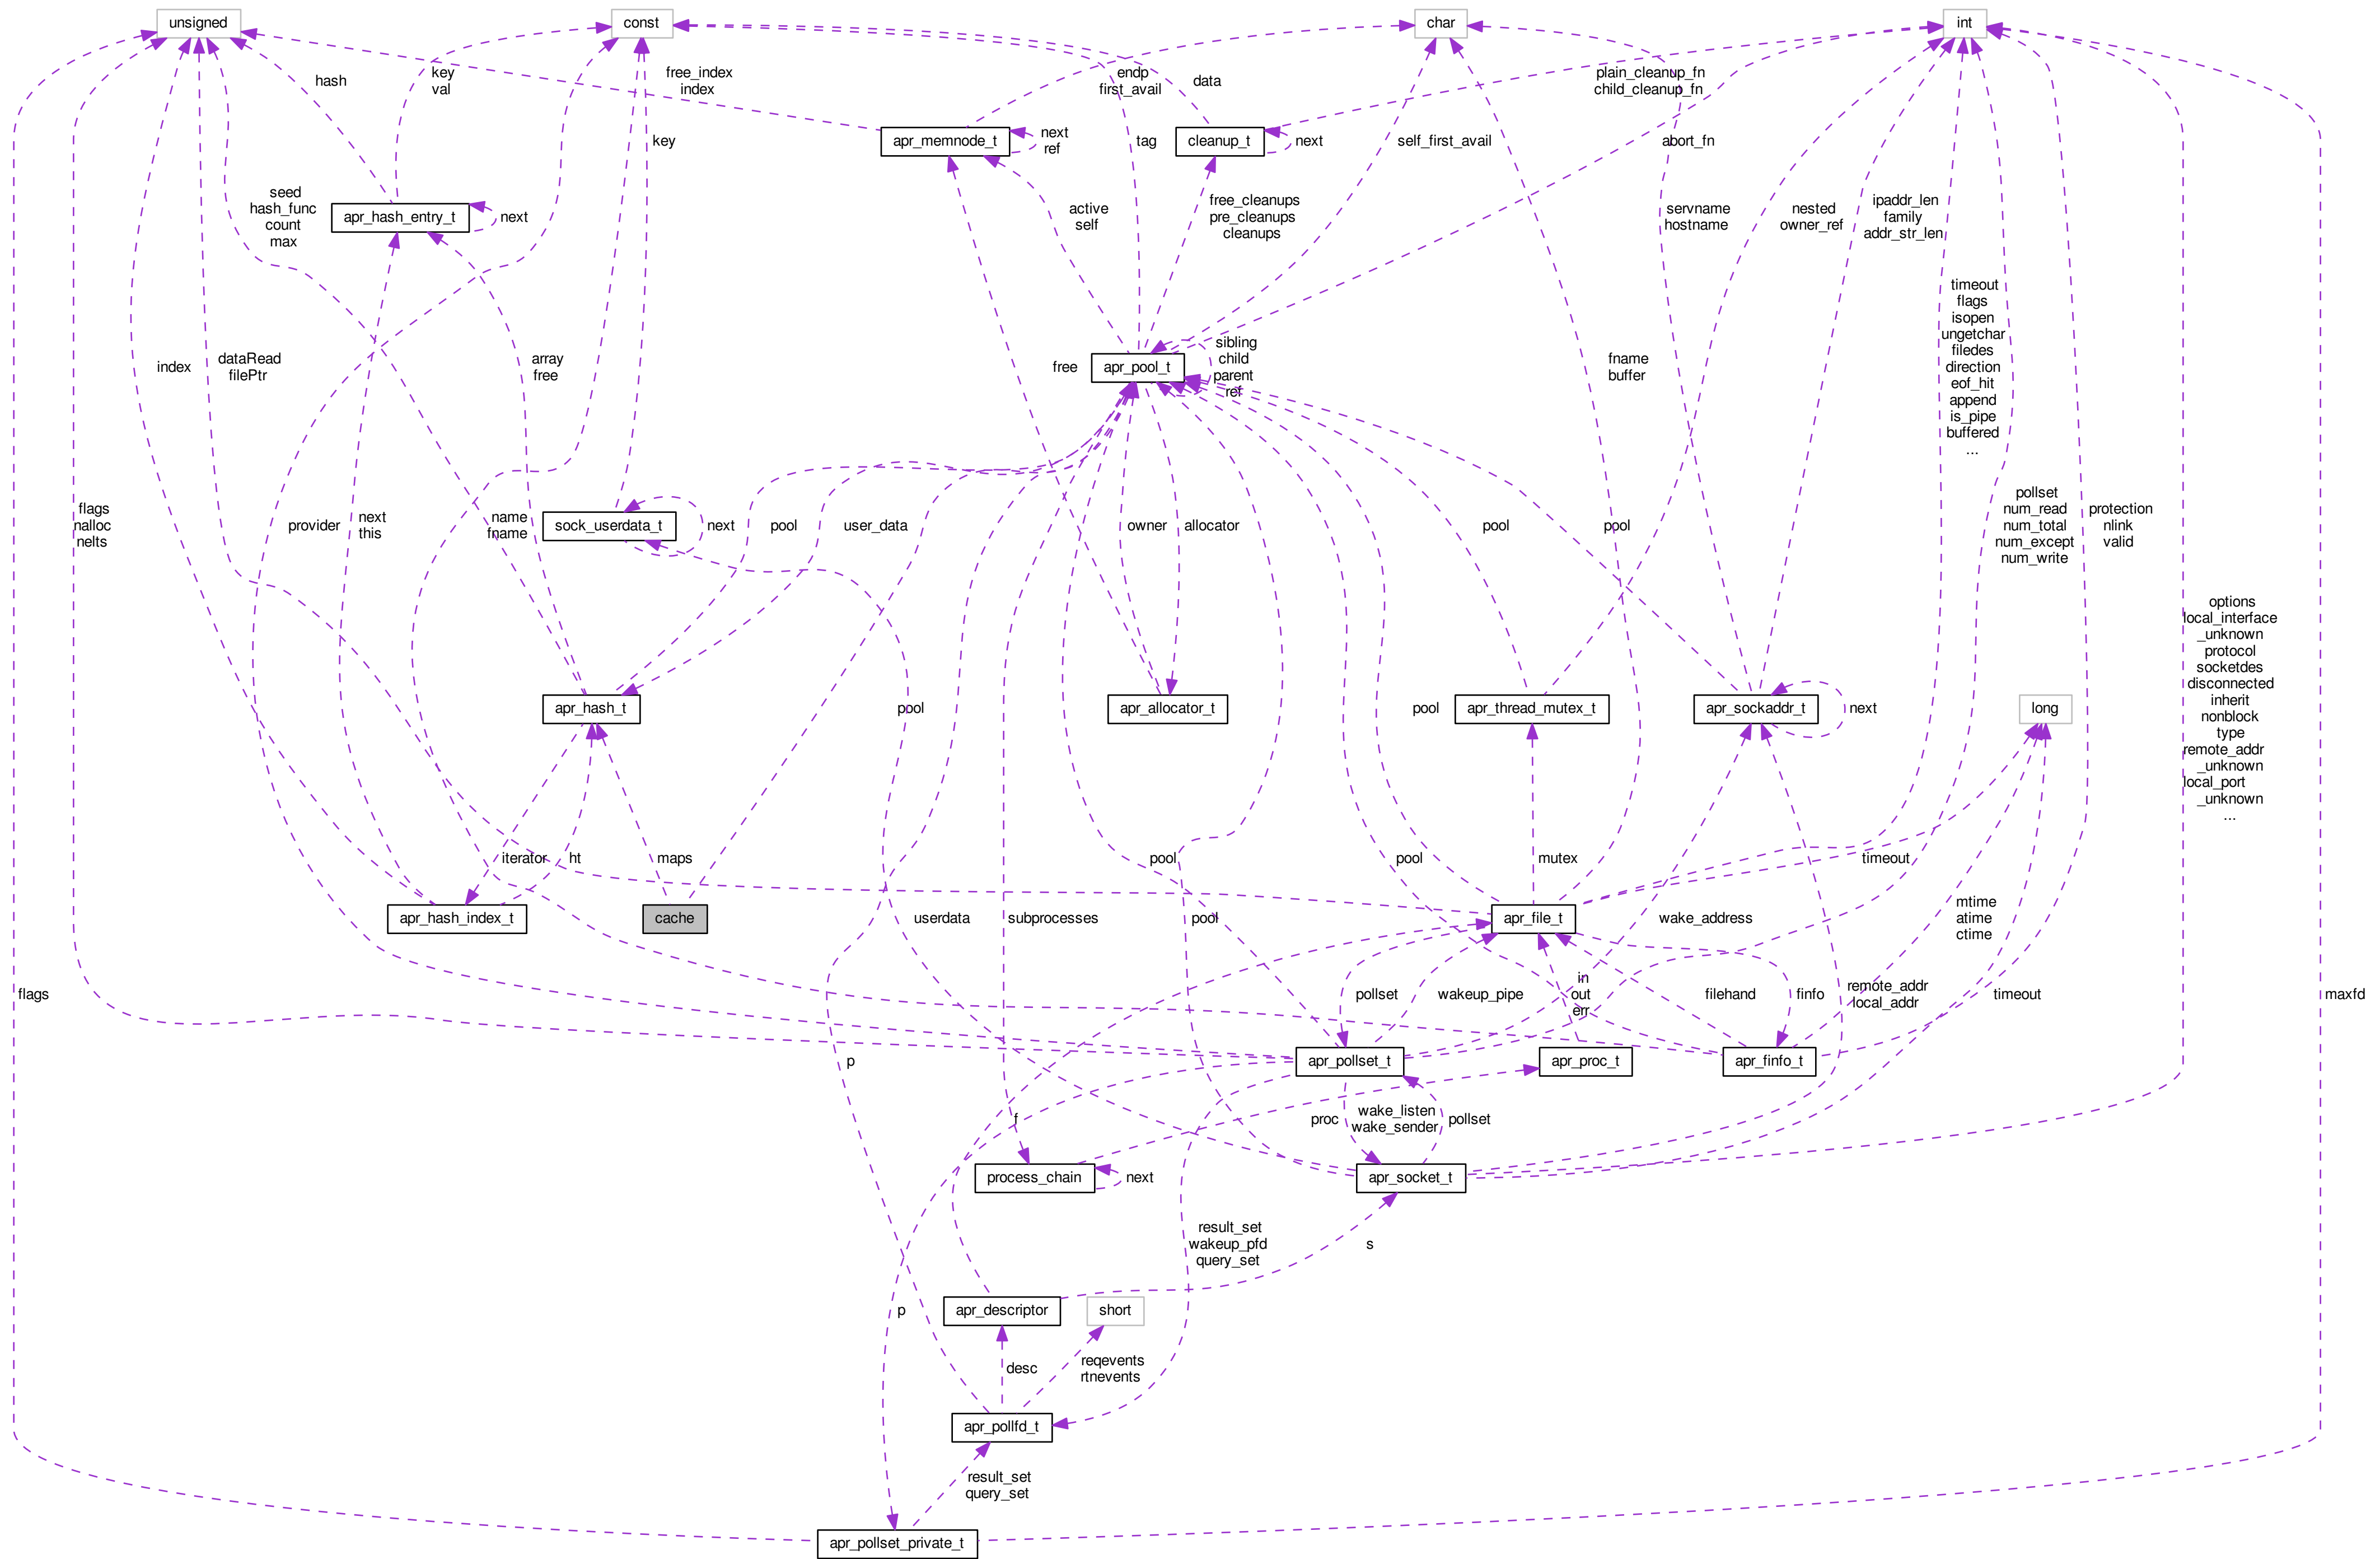 unsigned
const
char
int
hash
key
val
free_index
index
endp
first_avail
data
plain_cleanup_fn
child_cleanup_fn
apr_memnode_t
next
ref
cleanup_t
next
key
tag
self_first_avail
abort_fn
seed
hash_func
count
max
apr_hash_entry_t
next
active
self
free_cleanups
pre_cleanups
cleanups
servname
hostname
nested
owner_ref
ipaddr_len
family
addr_str_len
index
dataRead
filePtr
array
free
free
apr_pool_t
sibling
child
parent
ref
fname
buffer
timeout
flags
isopen
ungetchar
filedes
direction
eof_hit
append
is_pipe
buffered
...
flags
nalloc
nelts
provider
next
this
name
fname
sock_userdata_t
next
pool
user_data
owner
allocator
pool
pool
pollset
num_read
num_total
num_except
num_write
protection
nlink
valid
options
local_interface
_unknown
protocol
socketdes
disconnected
inherit
nonblock
type
remote_addr
_unknown
local_port
_unknown
...
apr_hash_t
pool
apr_allocator_t
pool
apr_thread_mutex_t
apr_sockaddr_t
next
long
iterator
ht
maps
pool
pool
mutex
timeout
apr_hash_index_t
cache
userdata
subprocesses
pool
apr_file_t
wake_address
mtime
atime
ctime
flags
pollset
wakeup_pipe
in
out
err
filehand
finfo
remote_addr
local_addr
timeout
maxfd
p
apr_pollset_t
apr_proc_t
apr_finfo_t
f
proc
wake_listen
wake_sender
pollset
process_chain
next
apr_socket_t
result_set
wakeup_pfd
query_set
s
p
apr_descriptor
short
desc
reqevents
rtnevents
apr_pollfd_t
result_set
query_set
apr_pollset_private_t